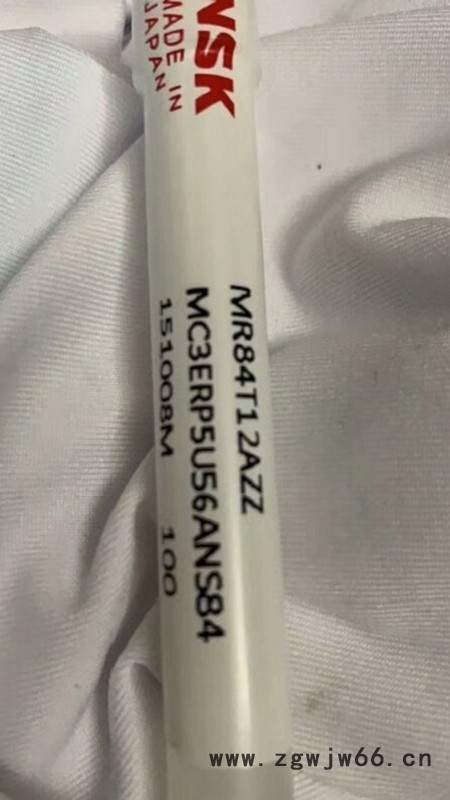 NSK
MADE IN
JAPAN
MR84T12AZZ
MC3ERP5U56ANS84
151008M 100
www.zgwjw66.cn